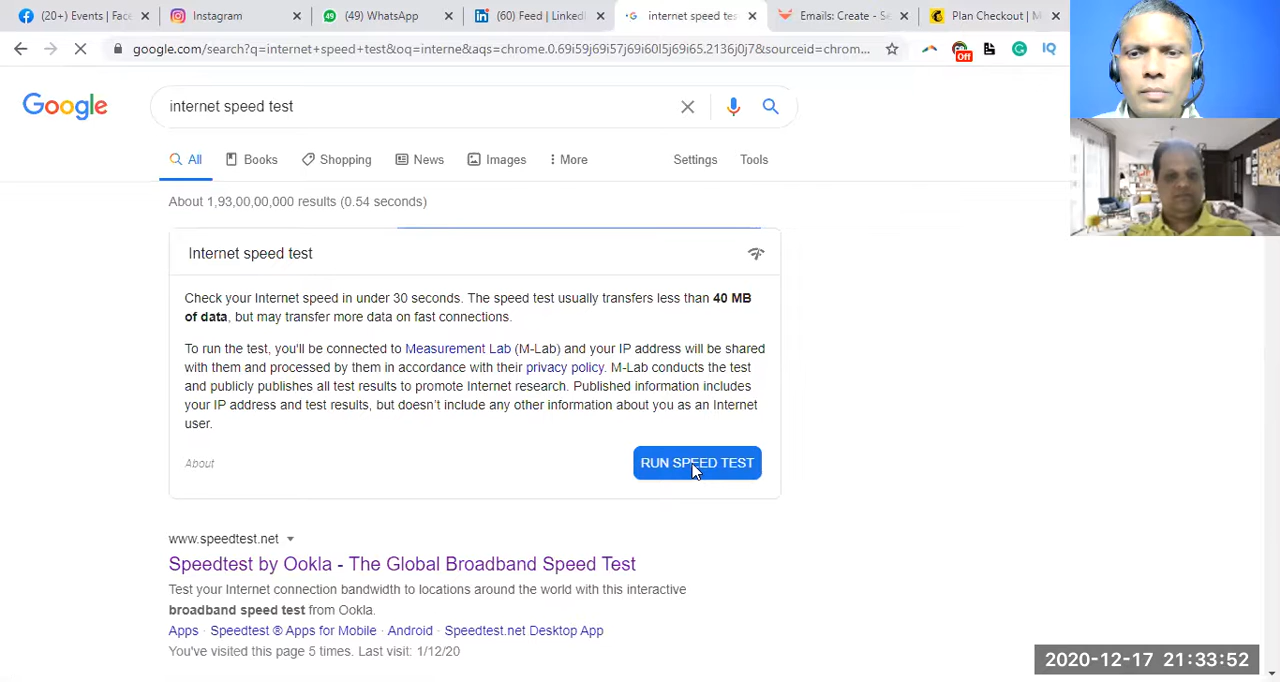 (20+) Events | Fac
Instagram
(49) WhatsApp
(60) Feed | LinkedI
internet speed tes
Emails: Create - Se
Plan Checkout | M
google.com/search?q=internet+speed+test&oq=interne&aqs=chrome.0.69i59j69i57j69i60l5j69i65.2136j0j7&sourceid=chrom...
Off
IQ
Google
internet speed test
All
Books
Shopping
News
Images
More
Settings
Tools
About 1,93,00,00,000 results (0.54 seconds)
Internet speed test
Check your Internet speed in under 30 seconds. The speed test usually transfers less than 40 MB
of data, but may transfer more data on fast connections.
To run the test, you'll be connected to Measurement Lab (M-Lab) and your IP address will be shared
with them and processed by them in accordance with their privacy policy. M-Lab conducts the test
and publicly publishes all test results to promote Internet research. Published information includes
your IP address and test results, but doesn't include any other information about you as an Internet
user.
About
RUN SPEED TEST
www.speedtest.net
Speedtest by Ookla - The Global Broadband Speed Test
Test your Internet connection bandwidth to locations around the world with this interactive
broadband speed test from Ookla.
Apps · Speedtest ® Apps for Mobile · Android · Speedtest.net Desktop App
You've visited this page 5 times. Last visit: 1/12/20
2020-12-17 21:33:52